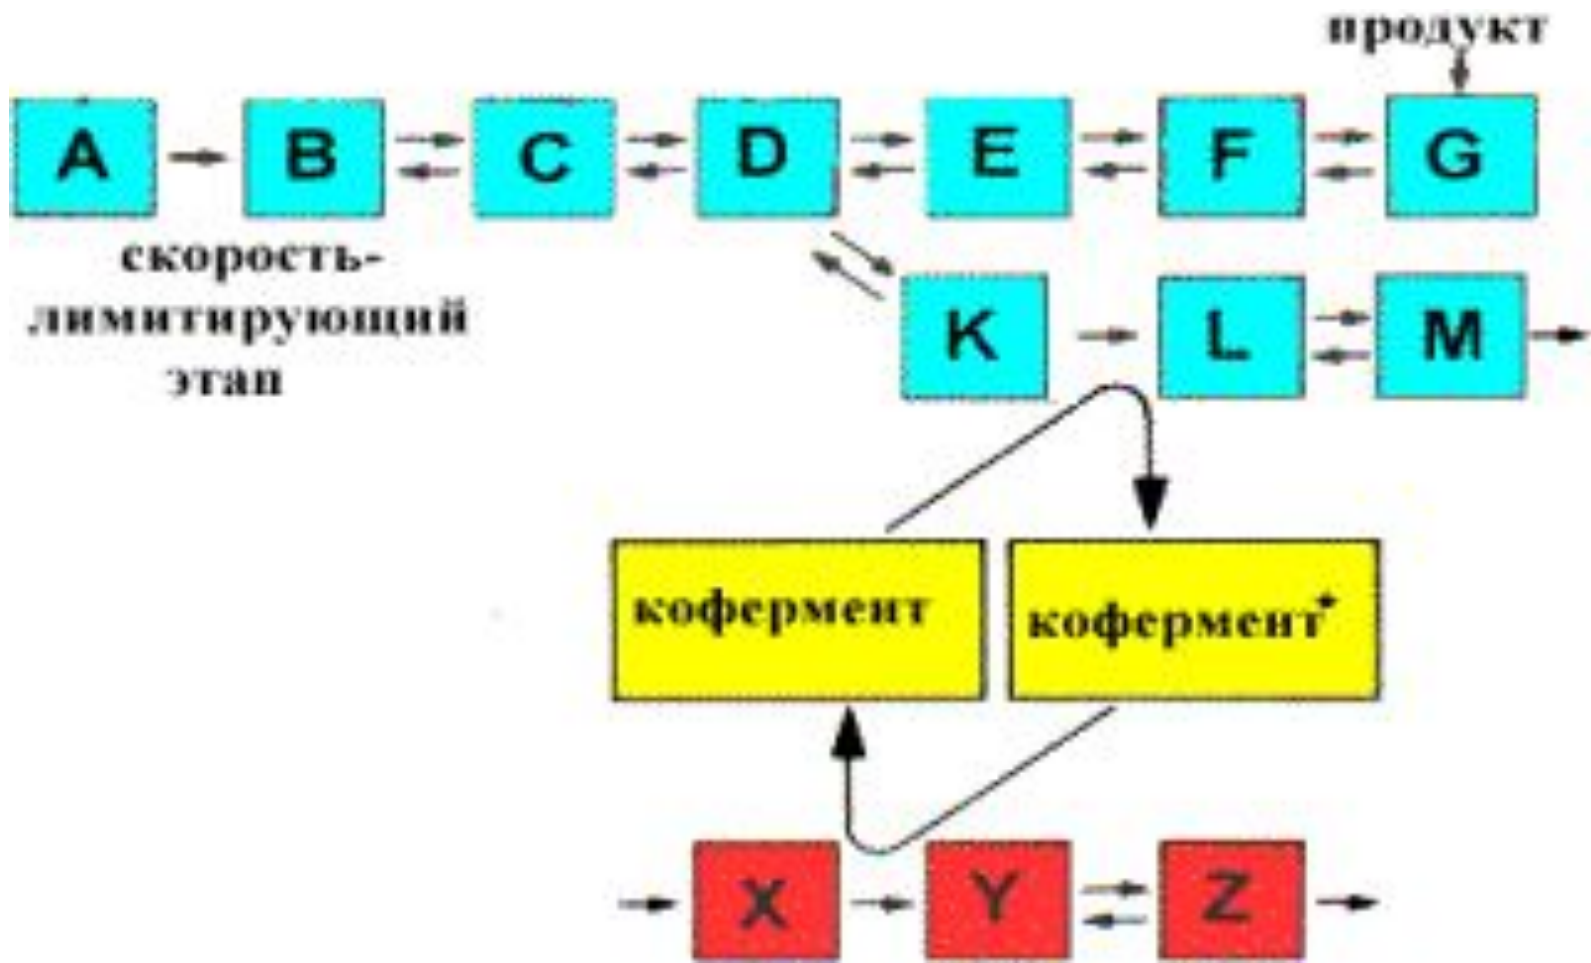 продукт
A B C D E F G
скорость-
лимитирующий
этап
K L M
кофермент кофермент*
X Y Z